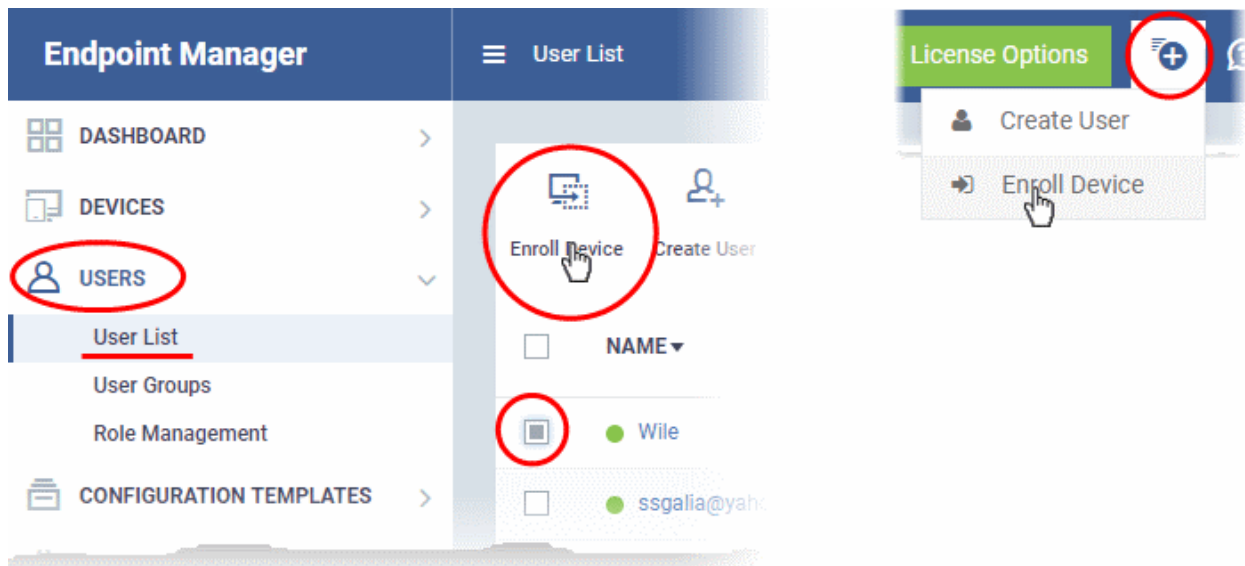 Endpoint Manager
User List
License Options
Create User
Enroll Device
DASHBOARD
DEVICES
USERS
User List
User Groups
Role Management
CONFIGURATION TEMPLATES
Enroll Device
Create User
NAME
Wile